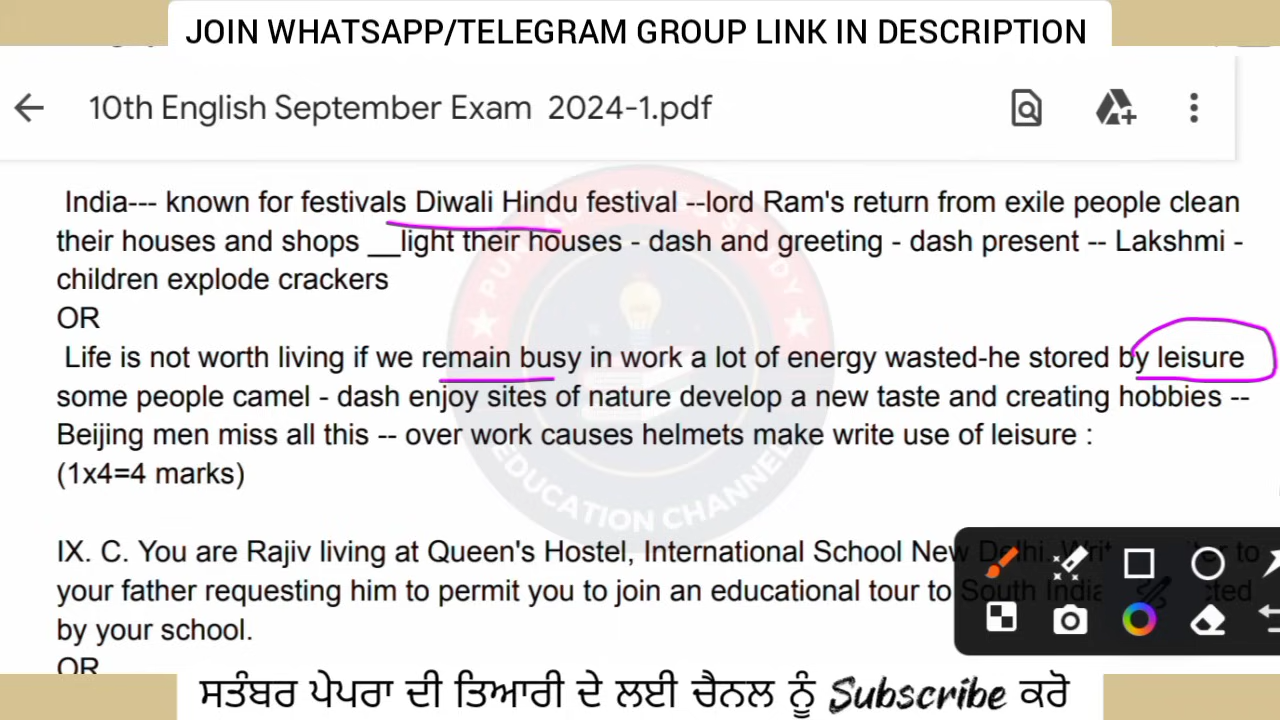 JOIN WHATSAPP/TELEGRAM GROUP LINK IN DESCRIPTION
10th English September Exam 2024-1.pdf
India--- known for festivals Diwali Hindu festival --lord Ram's return from exile people clean
their houses and shops __light their houses - dash and greeting - dash present -- Lakshmi -
children explode crackers
OR
Life is not worth living if we remain busy in work a lot of energy wasted-he stored by leisure
some people camel - dash enjoy sites of nature develop a new taste and creating hobbies --
Beijing men miss all this -- over work causes helmets make write use of leisure :
(1x4=4 marks)
EDUCATION CHANNEL
IX. C. You are Rajiv living at Queen's Hostel, International School New Delhi. to
your father requesting him to permit you to join an educational tour to South
by your school.
OR
ਸਤੰਬਰ ਪੇਪਰਾ ਦੀ ਤਿਆਰੀ ਦੇ ਲਈ ਚੈਨਲ ਨੂੰ Subscribe ਕਰੋ